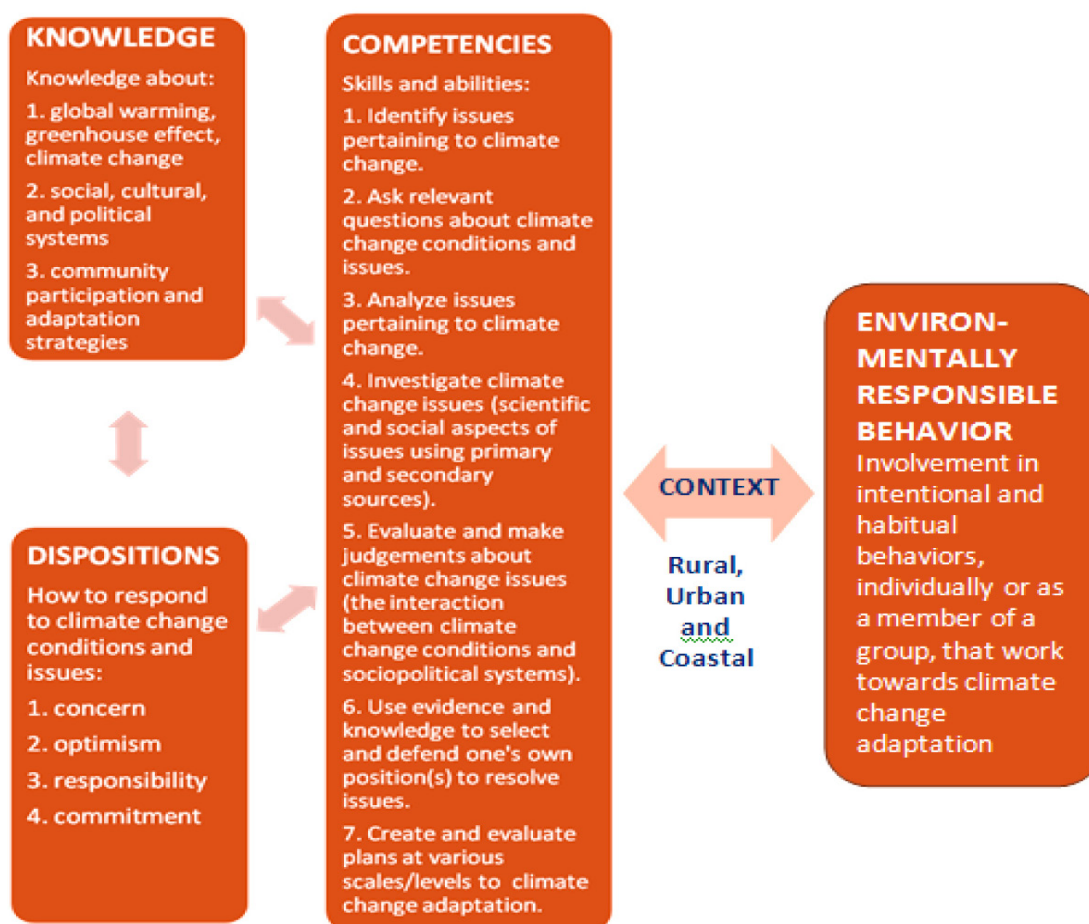 KNOWLEDGE
Knowledge about:
1. global warming,
greenhouse effect,
climate change
2. social, cultural,
and political
systems
3. community
participation and
adaptation
strategies
DISPOSITIONS
How to respond
to climate change
conditions and
issues:
1. concern
2. optimism
3. responsibility
4. commitment
COMPETENCIES
Skills and abilities:
1. Identify issues
pertaining to climate
change.
2. Ask relevant
questions about climate
change conditions and
issues.
3. Analyze issues
pertaining to climate
change.
4. Investigate climate
change issues (scientific
and social aspects of
issues using primary
and secondary
sources).
5. Evaluate and make
judgements about
climate change issues
(the interaction
between climate
change conditions and
sociopolitical systems).
6. Use evidence and
knowledge to select
and defend one's own
position(s) to resolve
issues.
7. Create and evaluate
plans at various
scales/levels to climate
change adaptation.
CONTEXT
Rural,
Urban
and
Coastal
ENVIRON-
MENTALLY
RESPONSIBLE
BEHAVIOR
Involvement in
intentional and
habitual
behaviors,
individually or as
a member of a
group, that work
towards climate
change
adaptation